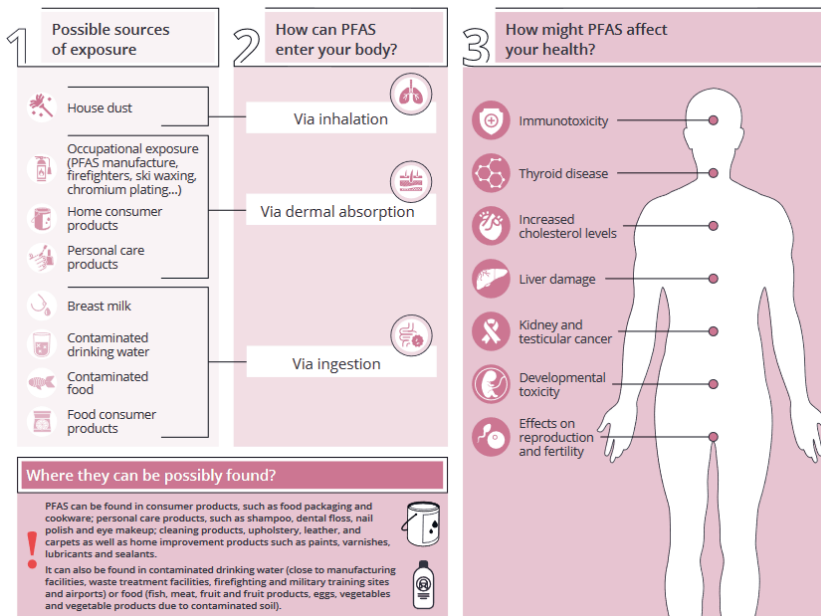 1
Possible sources
of exposure
House dust
Occupational exposure
(PFAS manufacture,
firefighters, ski waxing,
chromium plating...)
Home consumer
products
Personal care
products
Breast milk
Contaminated
drinking water
Contaminated
food
Food consumer
products
2
How can PFAS
enter your body?
Via inhalation
Via dermal absorption
Via ingestion
3
How might PFAS affect
your health?
Immunotoxicity
Thyroid disease
Increased
cholesterol levels
Liver damage
Kidney and
testicular cancer
Developmental
toxicity
Effects on
reproduction
and fertility
Where they can be possibly found?
!
PFAS can be found in consumer products, such as food packaging and
cookware; personal care products, such as shampoo, dental floss, nail
polish and eye makeup; cleaning products, upholstery, leather, and
carpets as well as home improvement products such as paints, varnishes,
lubricants and sealants.
It can also be found in contaminated drinking water (close to manufacturing
facilities, waste treatment facilities, firefighting and military training sites
and airports) or food (fish, meat, fruit and fruit products, eggs, vegetables
and vegetable products due to contaminated soil).